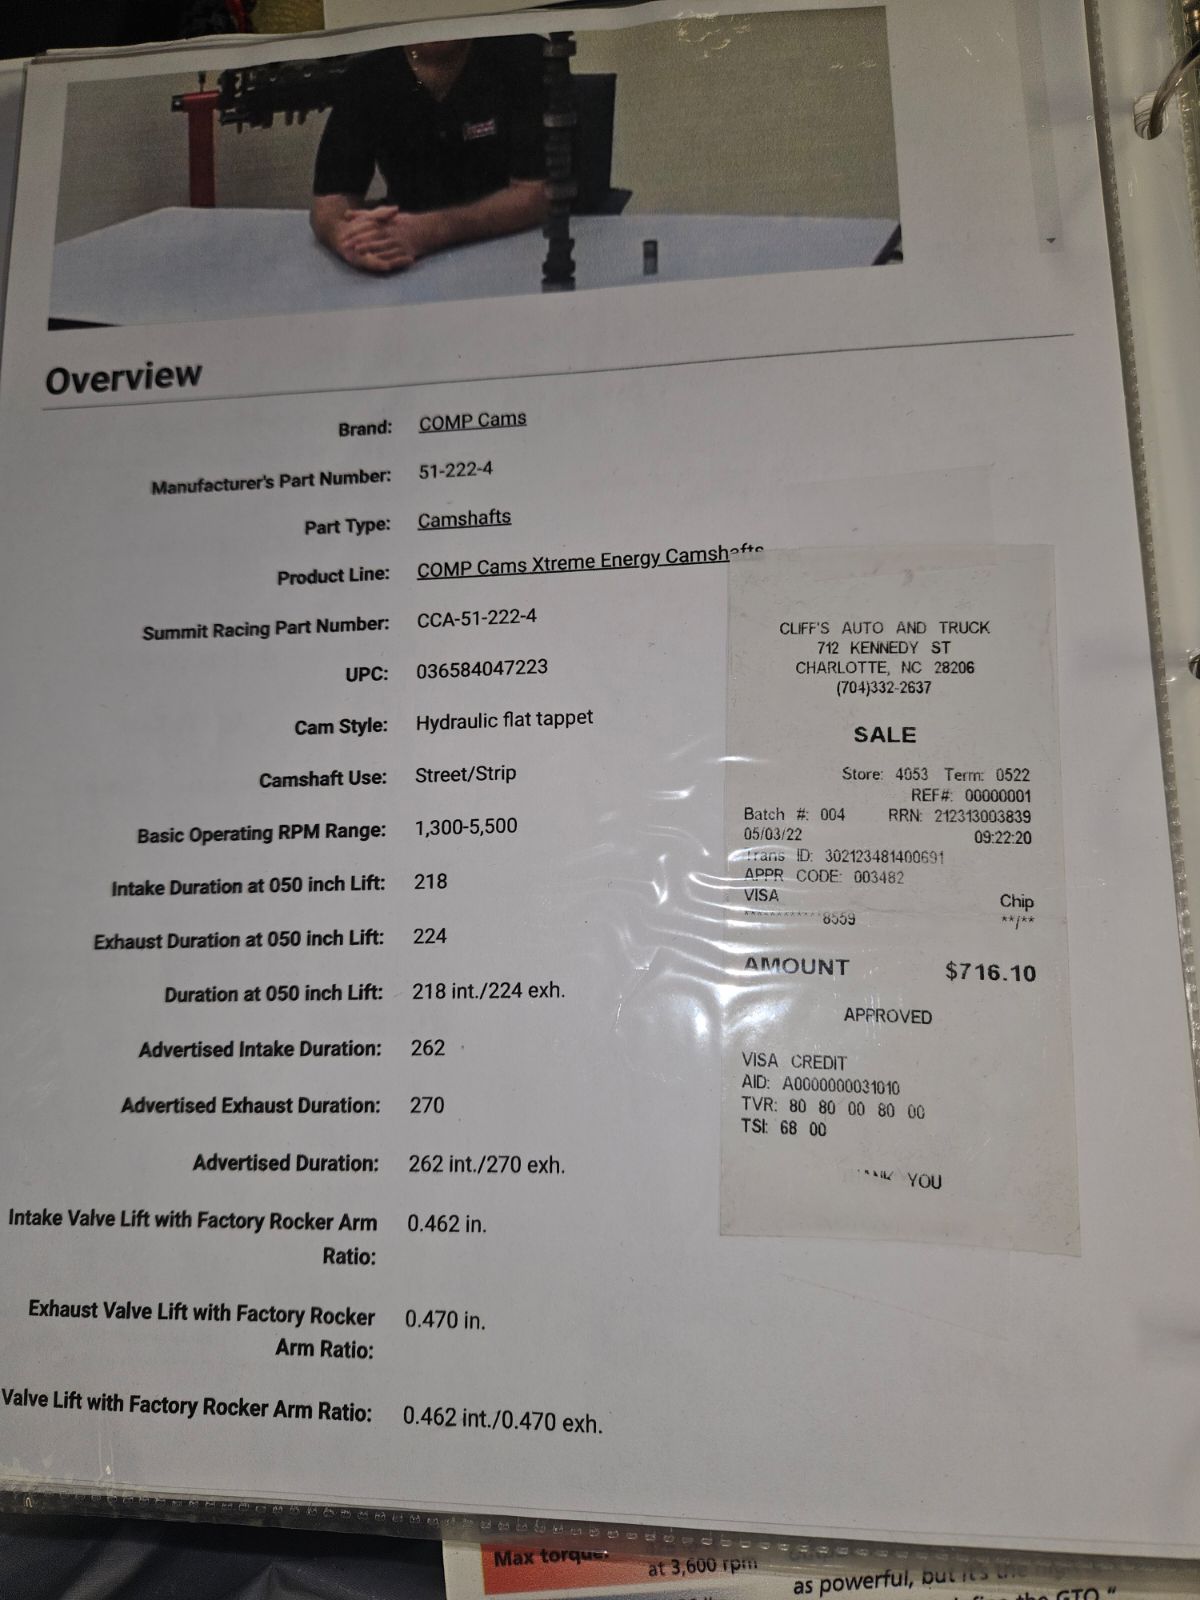 Overview
Brand: COMP Cams
Manufacturer's Part Number: 51-222-4
Part Type: Camshafts
Product Line: COMP Cams Xtreme Energy Camshafts
Summit Racing Part Number: CCA-51-222-4
UPC: 036584047223
Cam Style: Hydraulic flat tappet
Camshaft Use: Street/Strip
Basic Operating RPM Range: 1,300-5,500
Intake Duration at 050 inch Lift: 218
Exhaust Duration at 050 inch Lift: 224
Duration at 050 inch Lift: 218 int./224 exh.
Advertised Intake Duration: 262
Advertised Exhaust Duration: 270
Advertised Duration: 262 int./270 exh.
Intake Valve Lift with Factory Rocker Arm 0.462 in.
Ratio:
Exhaust Valve Lift with Factory Rocker 0.470 in.
Arm Ratio:
Valve Lift with Factory Rocker Arm Ratio: 0.462 int./0.470 exh.
CLIFF'S AUTO AND TRUCK
712 KENNEDY ST
CHARLOTTE, NC 28206
(704)332-2637
SALE
Store: 4053 Term: 0522
REF#: 00000001
Batch #: 004 RRN: 212313003839
05/03/22 09:22:20
Trans ID: 302123481400691
APPR CODE: 003482
VISA Chip
************8559 **/**
AMOUNT $716.10
APPROVED
VISA CREDIT
AID: A0000000031010
TVR: 80 80 00 80 00
TSI: 68 00
YOU
Max torque:
at 3,600 rpm
as powerful, but it's the
the GTO."